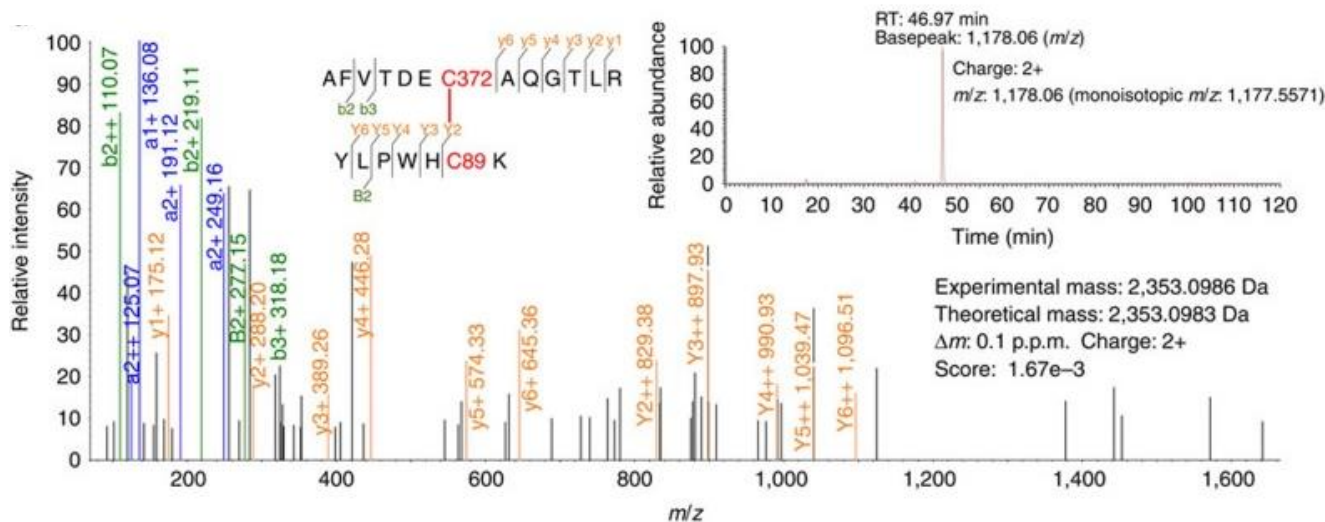 RT: 46.97 min
Basepeak: 1,178.06 (m/z)
Charge: 2+
m/z: 1,178.06 (monoisotopic m/z: 1,177.5571)
Relative abundance
100
80
60
40
20
0
0 10 20 30 40 50 60 70 80 90 100 110 120
Time (min)
y6 y5 y4 y3 y2 y1
A F V T D E C372 A Q G T L R
b2 b3
Y6 Y5 Y4 Y3 Y2
Y L P W H C89 K
B2
Experimental mass: 2,353.0986 Da
Theoretical mass: 2,353.0983 Da
Δm: 0.1 p.p.m. Charge: 2+
Score: 1.67e–3
Relative intensity
100
90
80
70
60
50
40
30
20
10
0
b2++ 110.07
a2++ 125.07
a1+ 136.08
y1+ 175.12
a2+ 191.12
b2+ 219.11
a2+ 249.16
B2+ 277.15
y2+ 288.20
b3+ 318.18
y3+ 389.26
y4+ 446.28
y5+ 574.33
y6+ 645.36
Y2++ 829.38
Y3++ 897.93
Y4++ 990.93
Y5++ 1,039.47
Y6++ 1,096.51
200 400 600 800 1,000 1,200 1,400 1,600
m/z